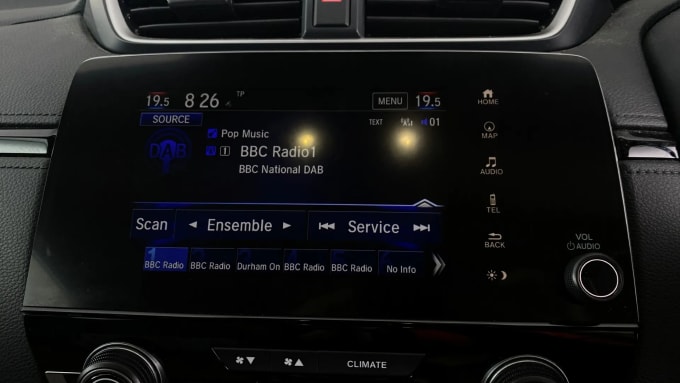 19.5 8 26 TP MENU 19.5 HOME
SOURCE TEXT 01
MAP
DAB Pop Music
1 BBC Radio1
BBC National DAB
AUDIO
TEL
Scan ◄ Ensemble ► ⏮ Service ⏭
BACK
VOL
AUDIO
1
BBC Radio BBC Radio Durham On BBC Radio BBC Radio No Info
CLIMATE